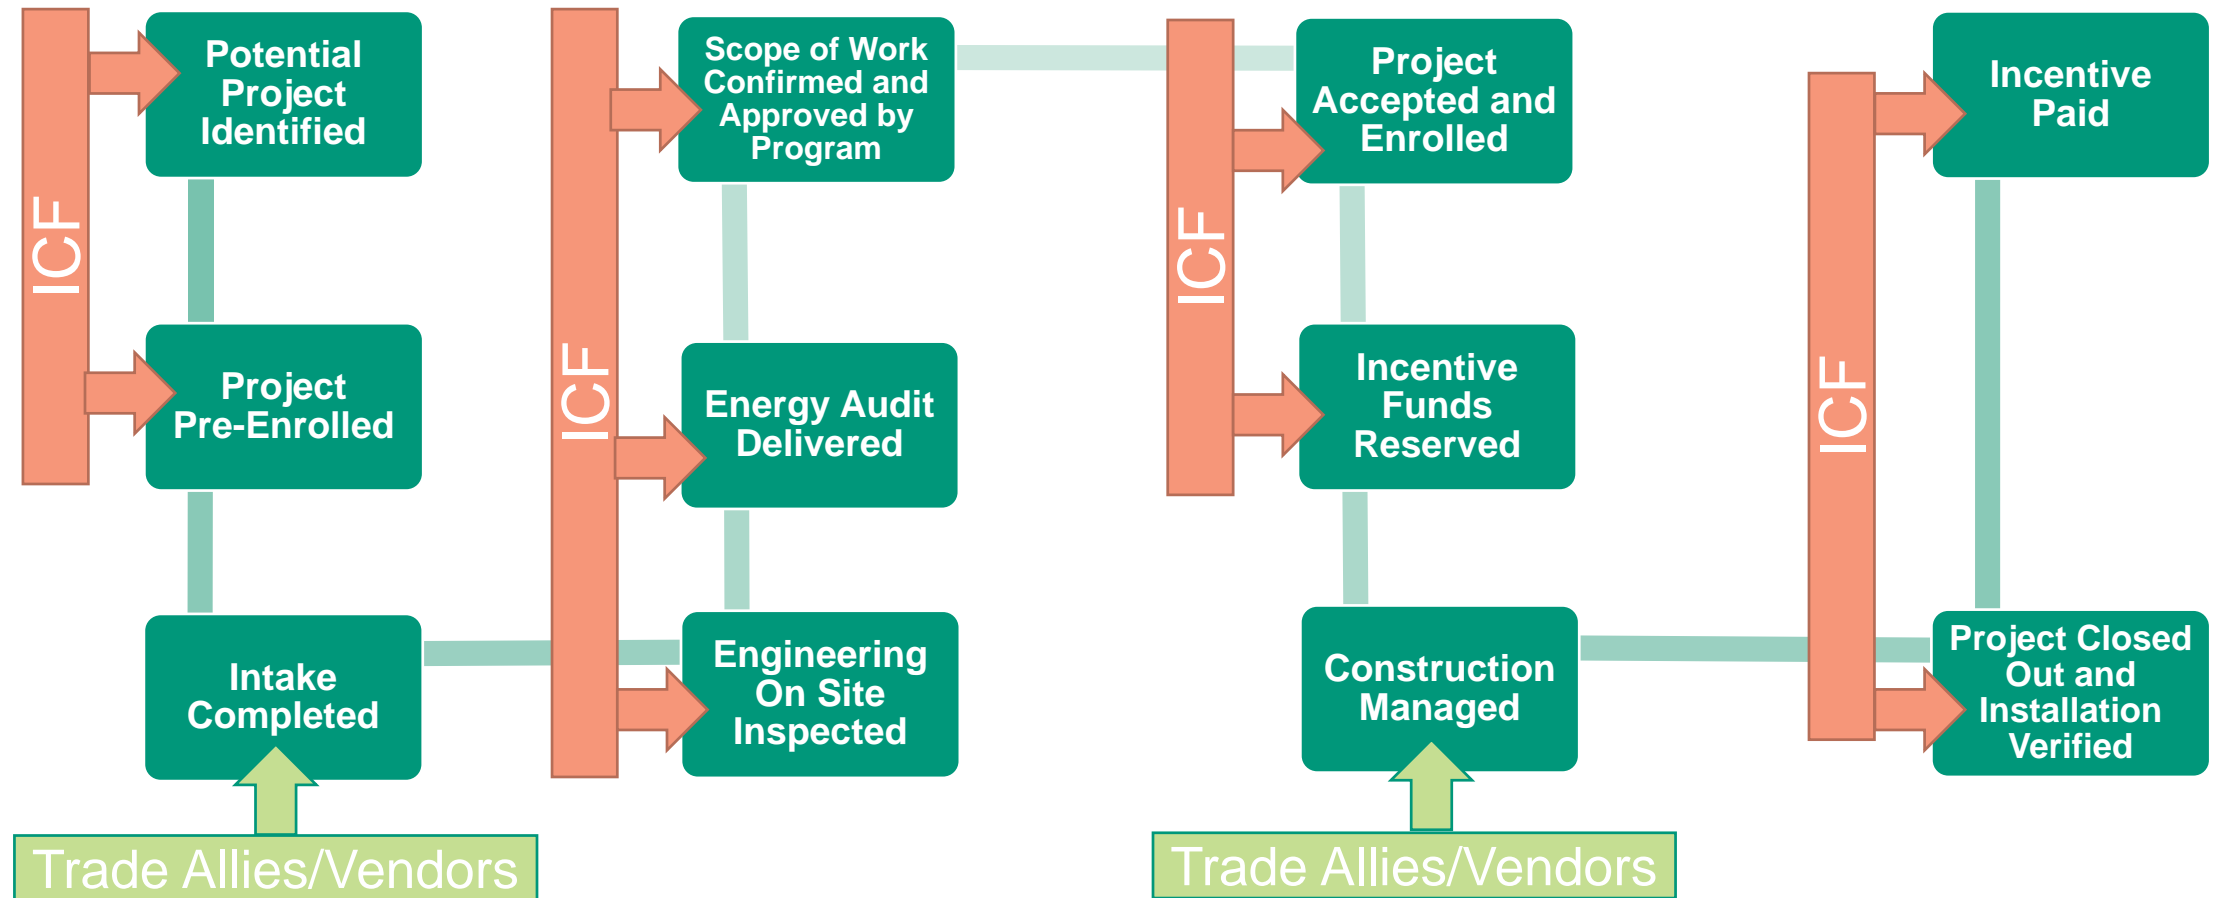 ICF
Potential
Project
Identified
Project
Pre-Enrolled
Intake
Completed
Trade Allies/Vendors
ICF
Scope of Work
Confirmed and
Approved by
Program
Energy Audit
Delivered
Engineering
On Site
Inspected
ICF
Project
Accepted and
Enrolled
Incentive
Funds
Reserved
Construction
Managed
Trade Allies/Vendors
ICF
Incentive
Paid
Project Closed
Out and
Installation
Verified